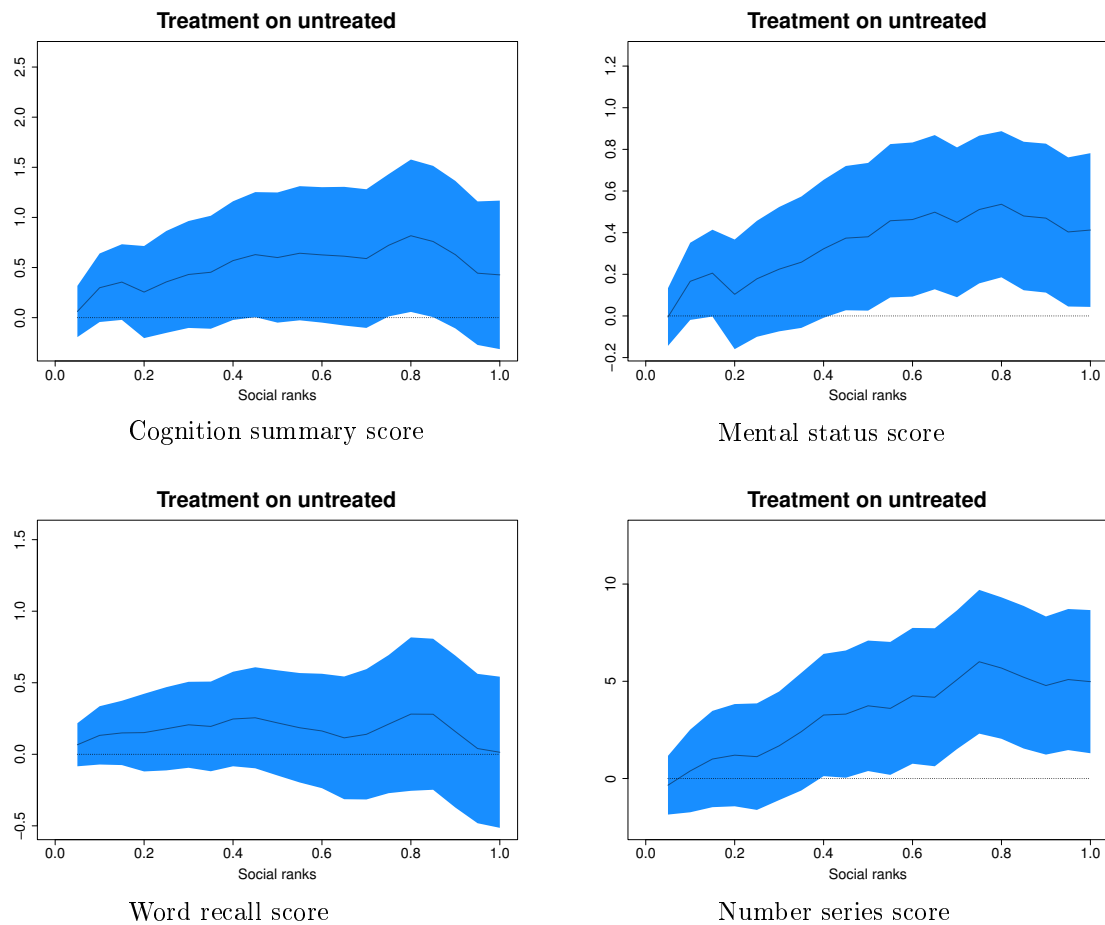 Treatment on untreated
2.5
2.0
1.5
1.0
0.5
0.0
0.0 0.2 0.4 0.6 0.8 1.0
Social ranks
Cognition summary score
Treatment on untreated
1.2
1.0
0.8
0.6
0.4
0.2
0.0
−0.2
0.0 0.2 0.4 0.6 0.8 1.0
Social ranks
Mental status score
Treatment on untreated
1.5
1.0
0.5
0.0
−0.5
0.0 0.2 0.4 0.6 0.8 1.0
Social ranks
Word recall score
Treatment on untreated
10
5
0
0.0 0.2 0.4 0.6 0.8 1.0
Social ranks
Number series score